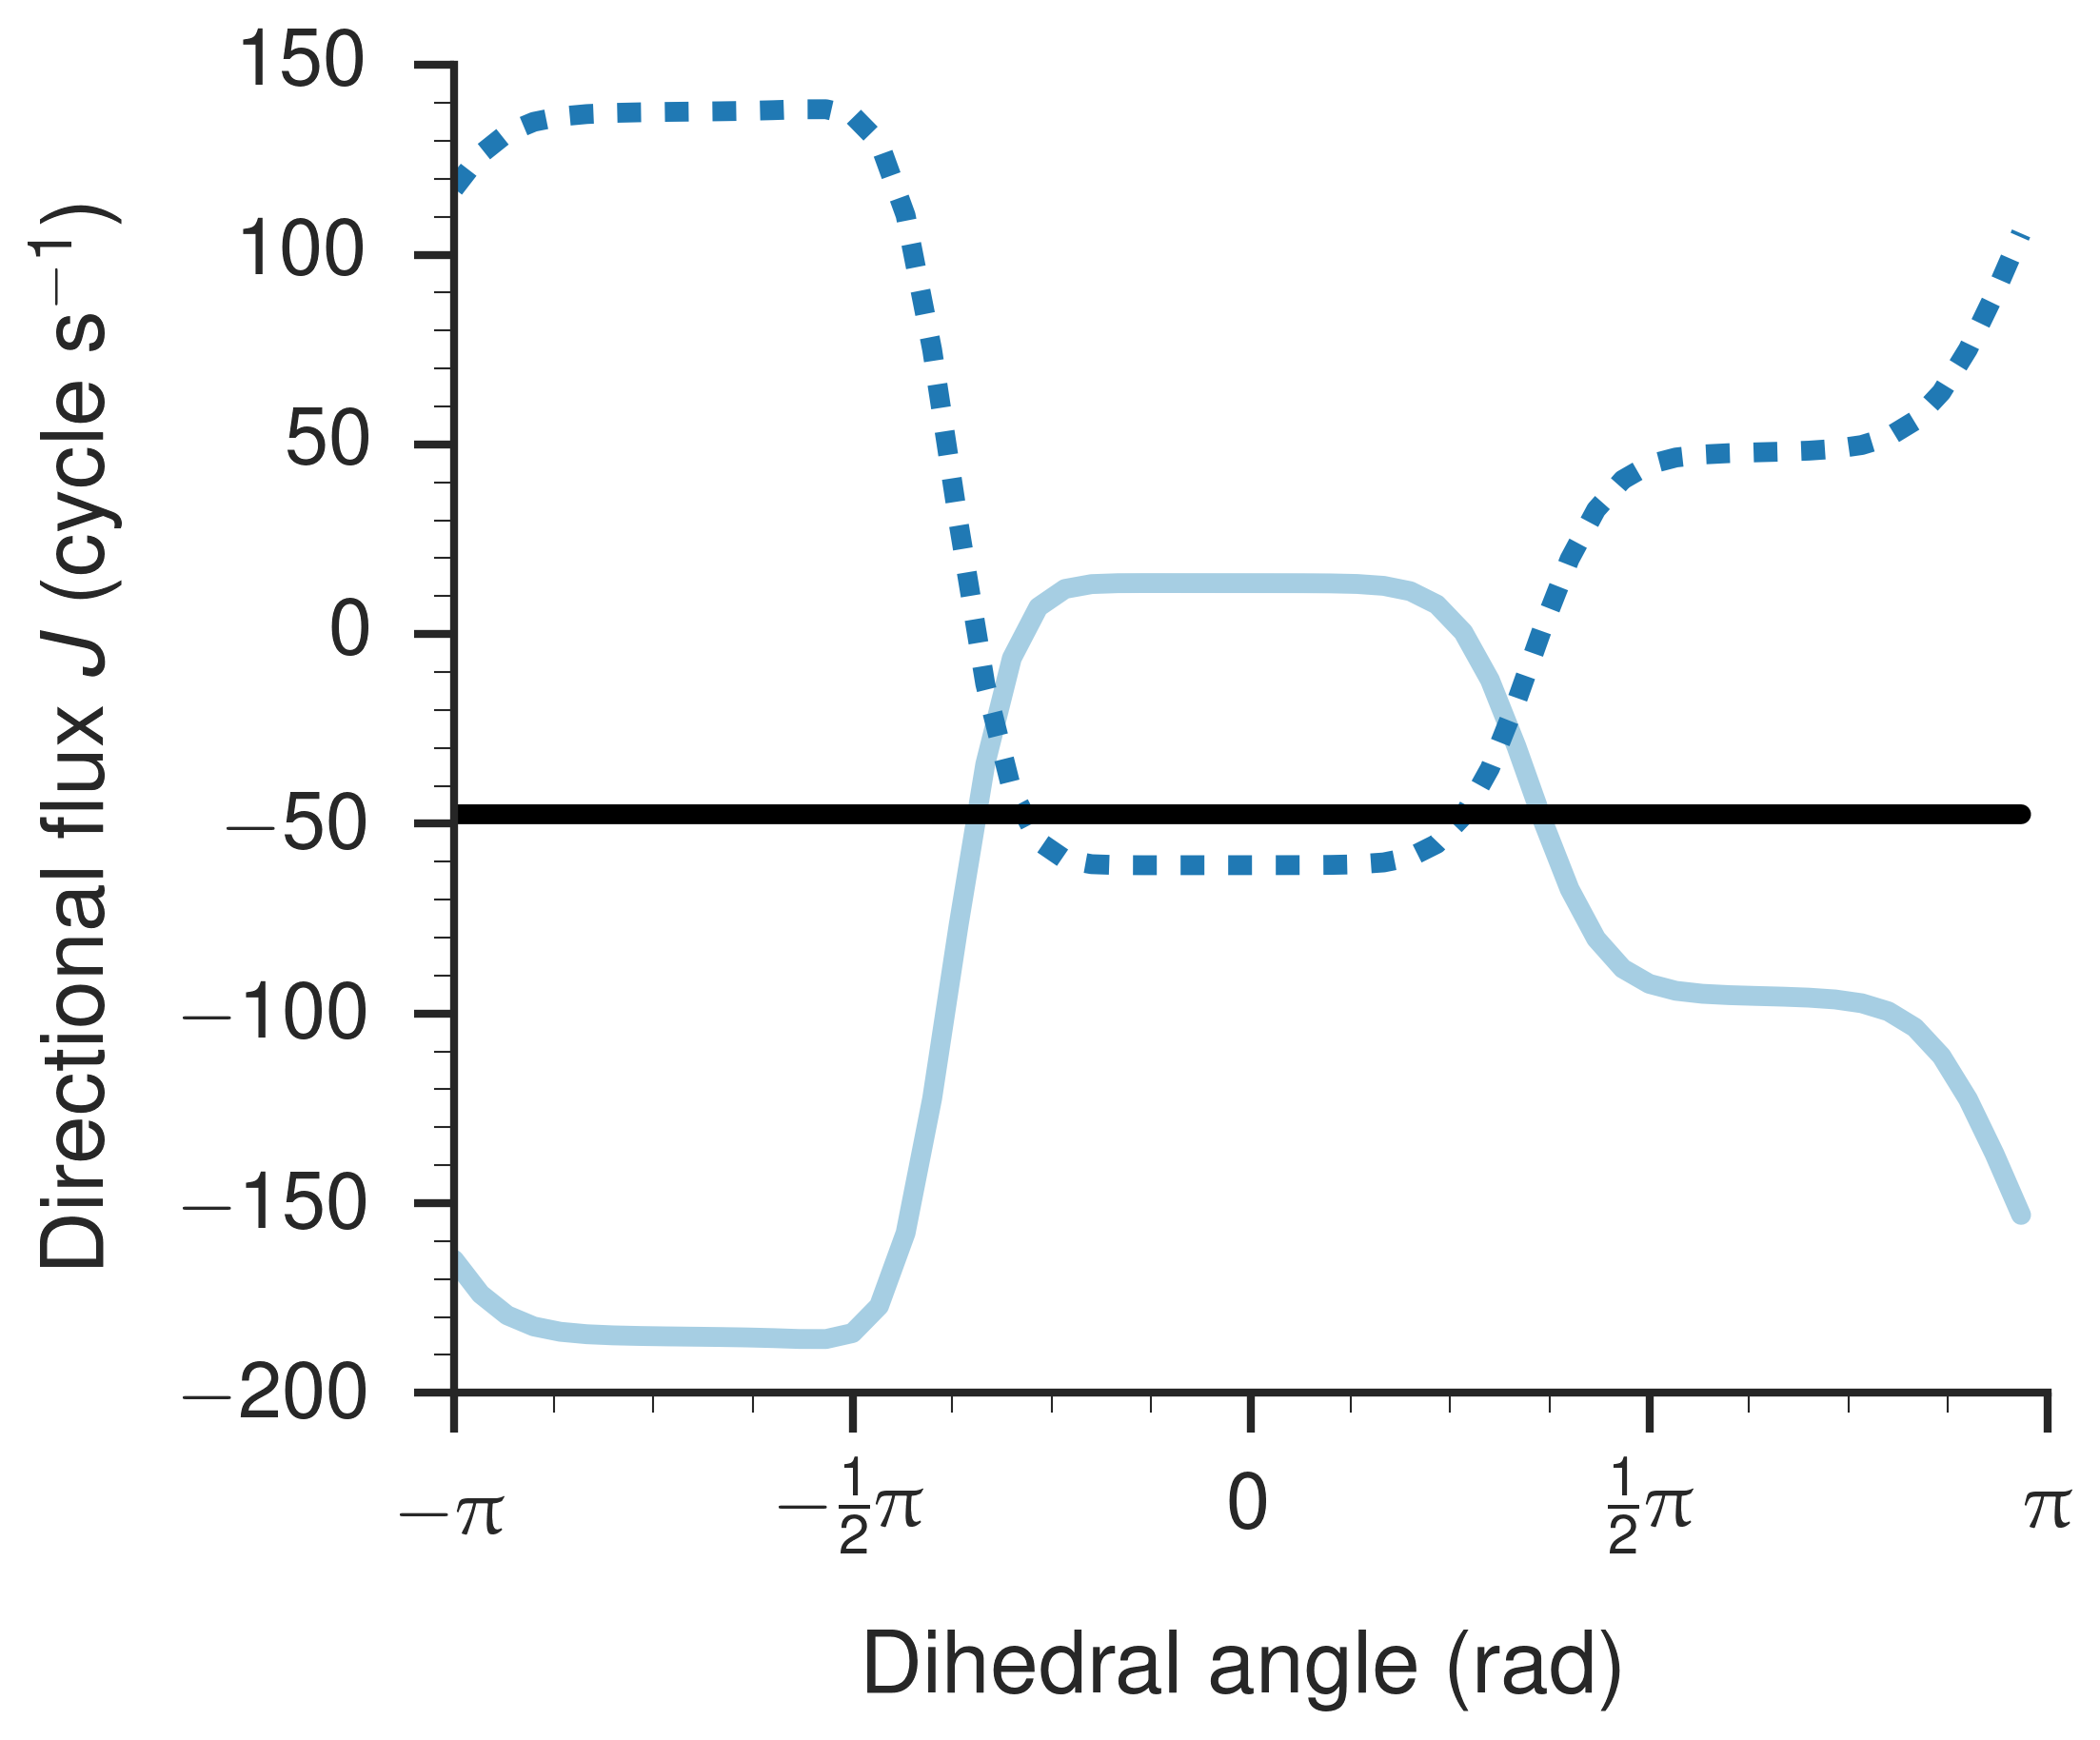 Directional flux J (cycle s⁻¹)
150
100
50
0
−50
−100
−150
−200
−π
−½π
0
½π
π
Dihedral angle (rad)